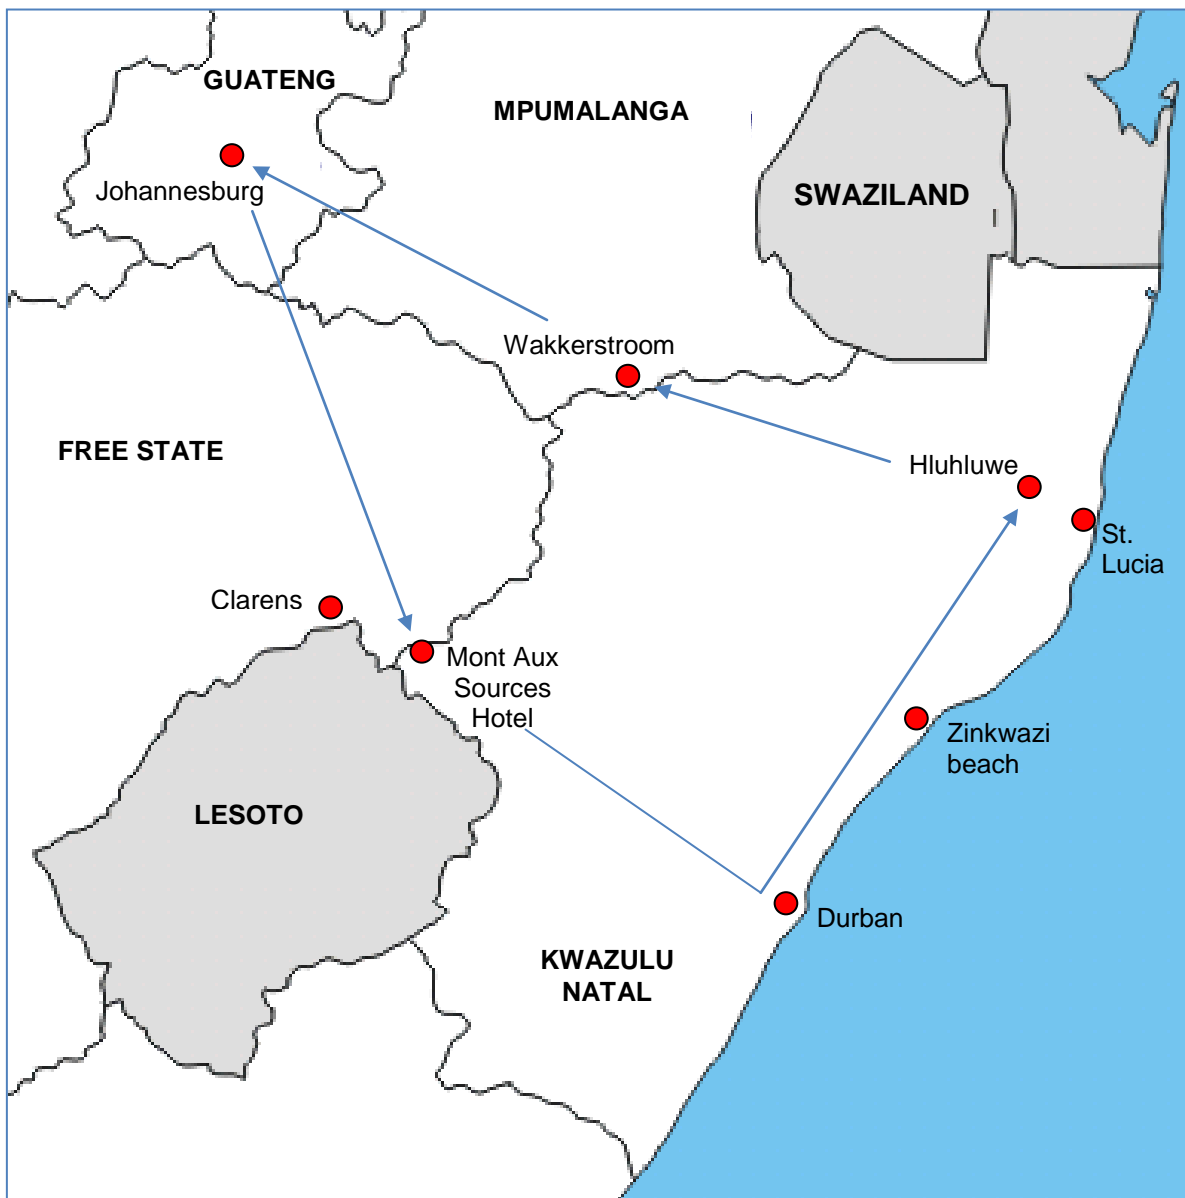 GUATENG
MPUMALANGA
Johannesburg
SWAZILAND
Wakkerstroom
FREE STATE
Hluhluwe
St.
Lucia
Clarens
Mont Aux
Sources
Hotel
Zinkwazi
beach
LESOTO
Durban
KWAZULU
NATAL